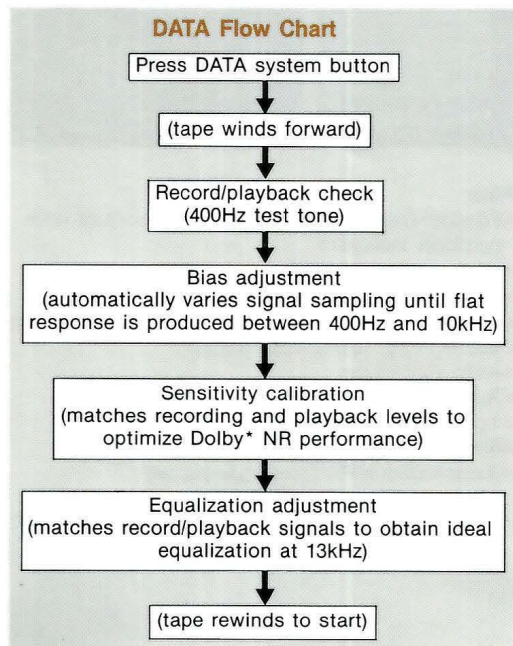 DATA Flow Chart
Press DATA system button
(tape winds forward)
Record/playback check
(400Hz test tone)
Bias adjustment
(automatically varies signal sampling until flat
response is produced between 400Hz and 10kHz)
Sensitivity calibration
(matches recording and playback levels to
optimize Dolby* NR performance)
Equalization adjustment
(matches record/playback signals to obtain ideal
equalization at 13kHz)
(tape rewinds to start)